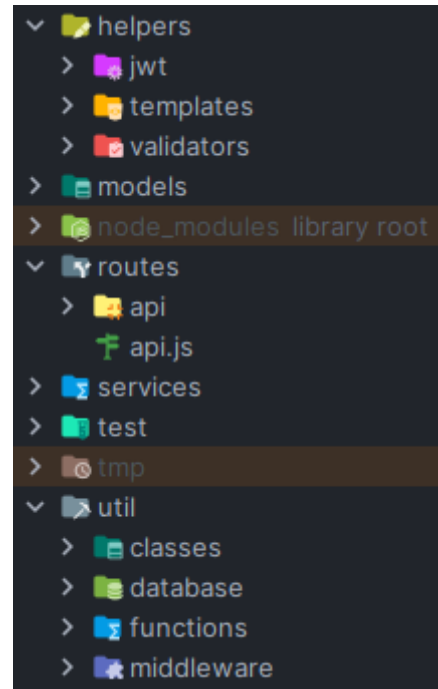 helpers
jwt
templates
validators
models
node_modules library root
routes
api
api.js
services
test
tmp
util
classes
database
functions
middleware